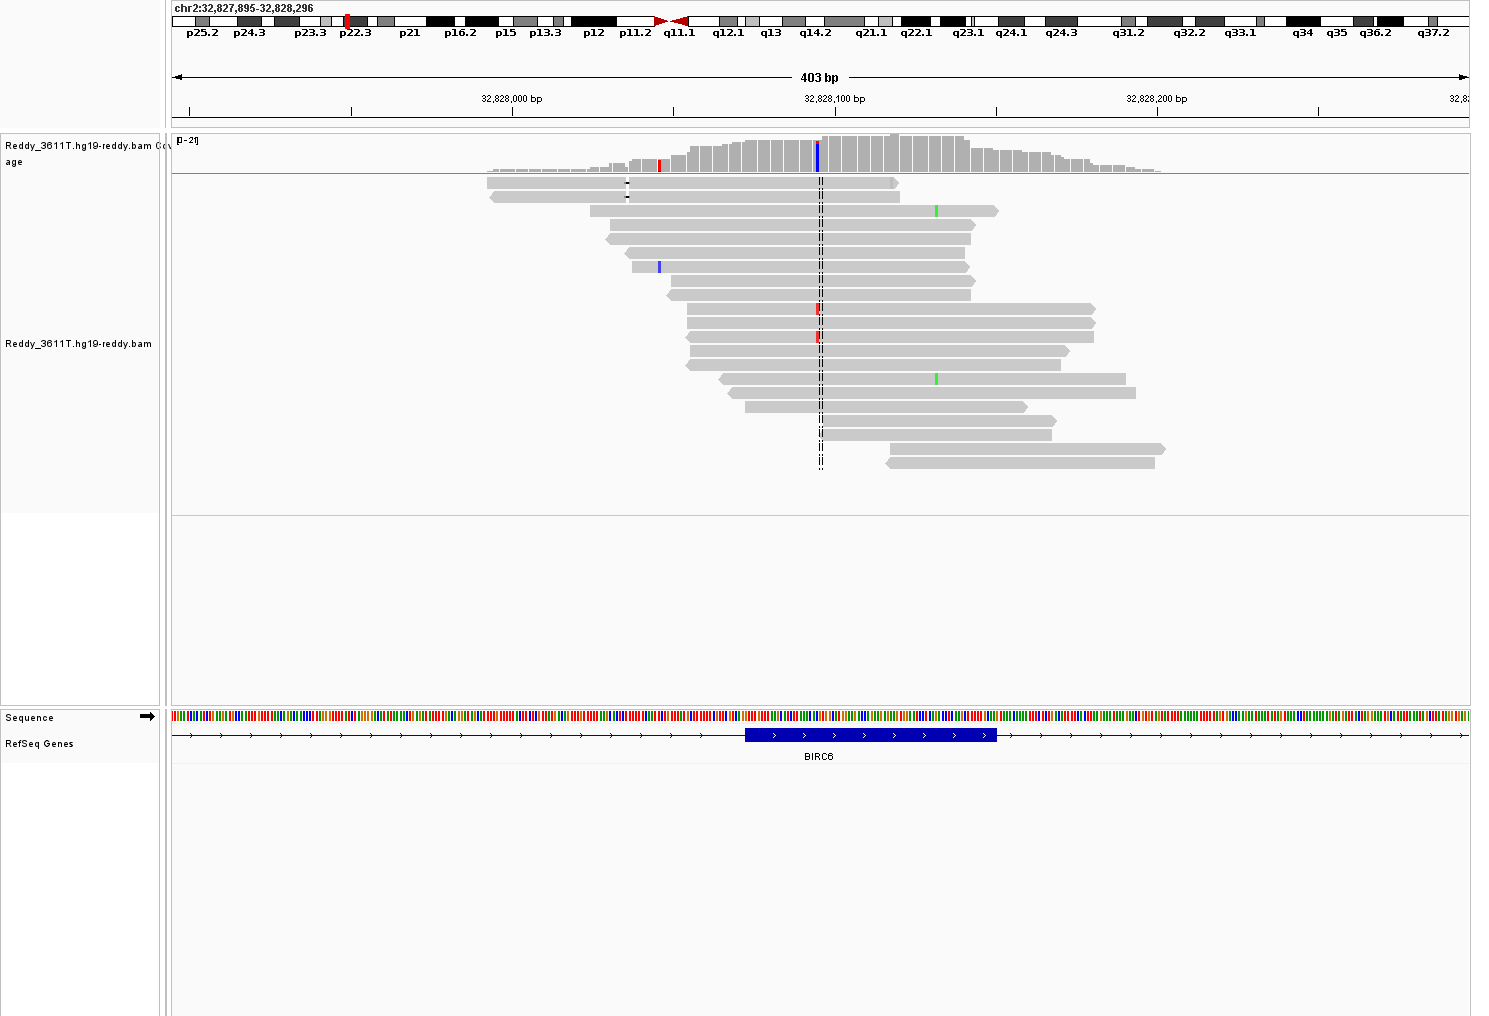 chr2:32,827,895-32,828,296
p25.2 p24.3 p23.3 p22.3 p21 p16.2 p15 p13.3 p12 p11.2 q11.1 q12.1 q13 q14.2 q21.1 q22.1 q23.1 q24.1 q24.3 q31.2 q32.2 q33.1 q34 q35 q36.2 q37.2
403 bp
32,828,000 bp 32,828,100 bp 32,828,200 bp 32,82
Reddy_3611T.hg19-reddy.bam Cov
age
[0-21]
Reddy_3611T.hg19-reddy.bam
Sequence
RefSeq Genes
BIRC6